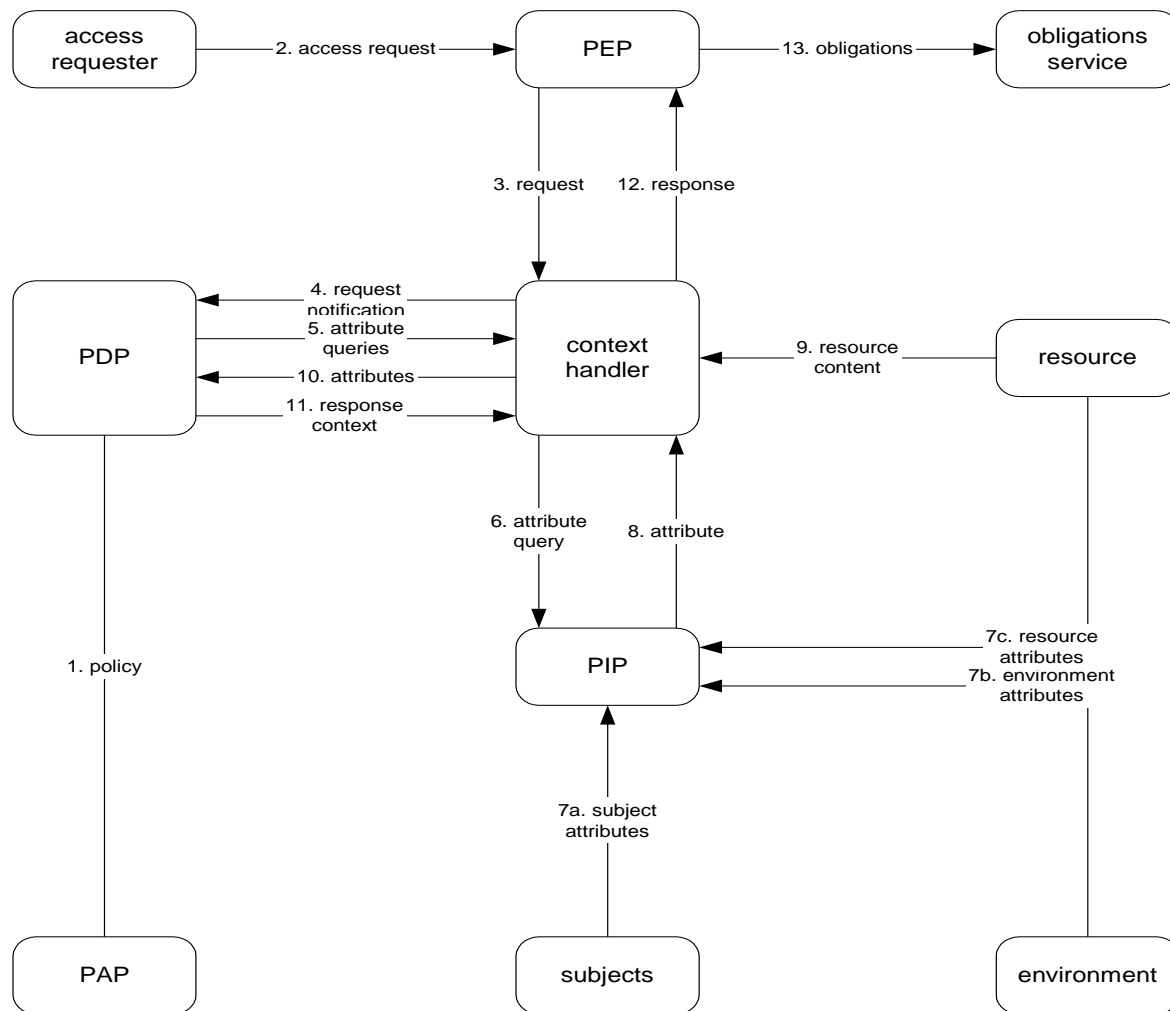 access
requester
2. access request
PEP
13. obligations
obligations
service
3. request
12. response
PDP
4. request
notification
5. attribute
queries
10. attributes
11. response
context
context
handler
9. resource
content
resource
6. attribute
query
8. attribute
1. policy
PIP
7c. resource
attributes
7b. environment
attributes
7a. subject
attributes
PAP
subjects
environment